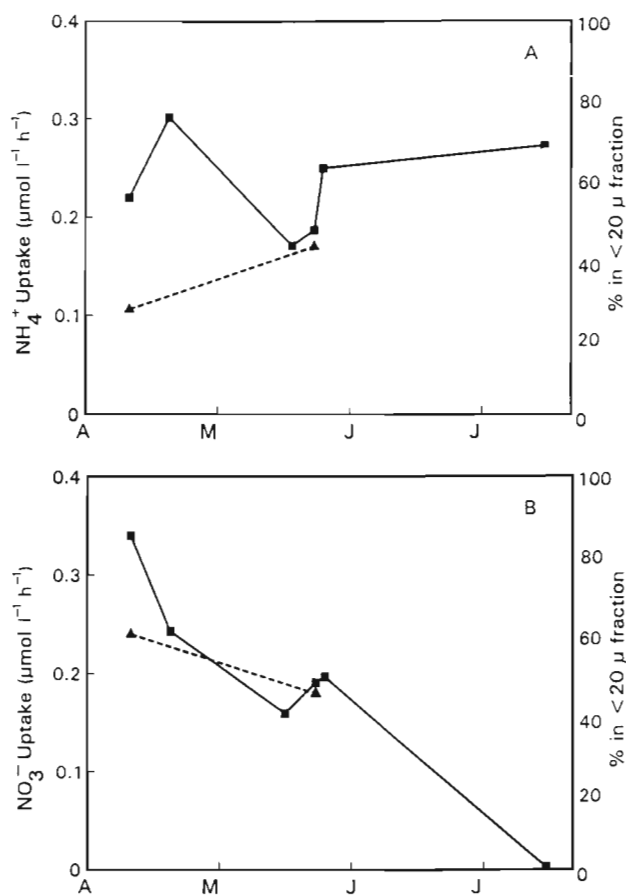 A
NH₄⁺ Uptake (μmol l⁻¹ h⁻¹)
0.4
0.3
0.2
0.1
0
100
80
60
40
20
0
% in < 20 μ fraction
A M J J
B
NO₃⁻ Uptake (μmol l⁻¹ h⁻¹)
0.4
0.3
0.2
0.1
0
100
80
60
40
20
0
% in < 20 μ fraction
A M J J